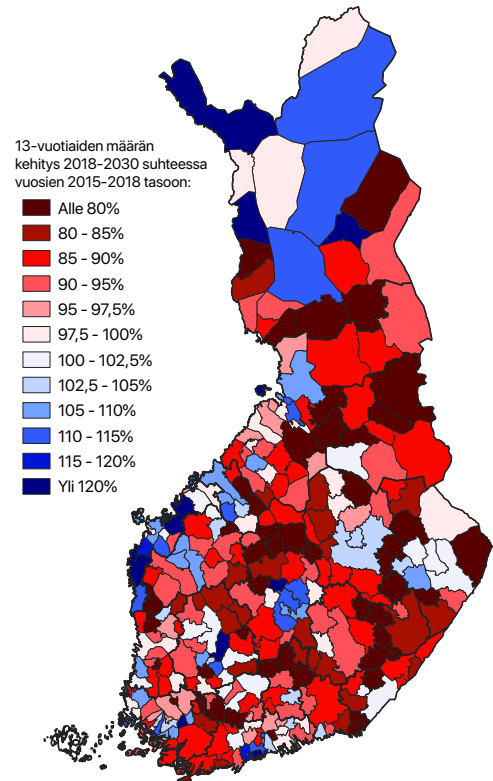 13-vuotiaiden määrän
kehitys 2018-2030 suhteessa
vuosien 2015-2018 tasoon:
Alle 80%
80 - 85%
85 - 90%
90 - 95%
95 - 97,5%
97,5 - 100%
100 - 102,5%
102,5 - 105%
105 - 110%
110 - 115%
115 - 120%
Yli 120%